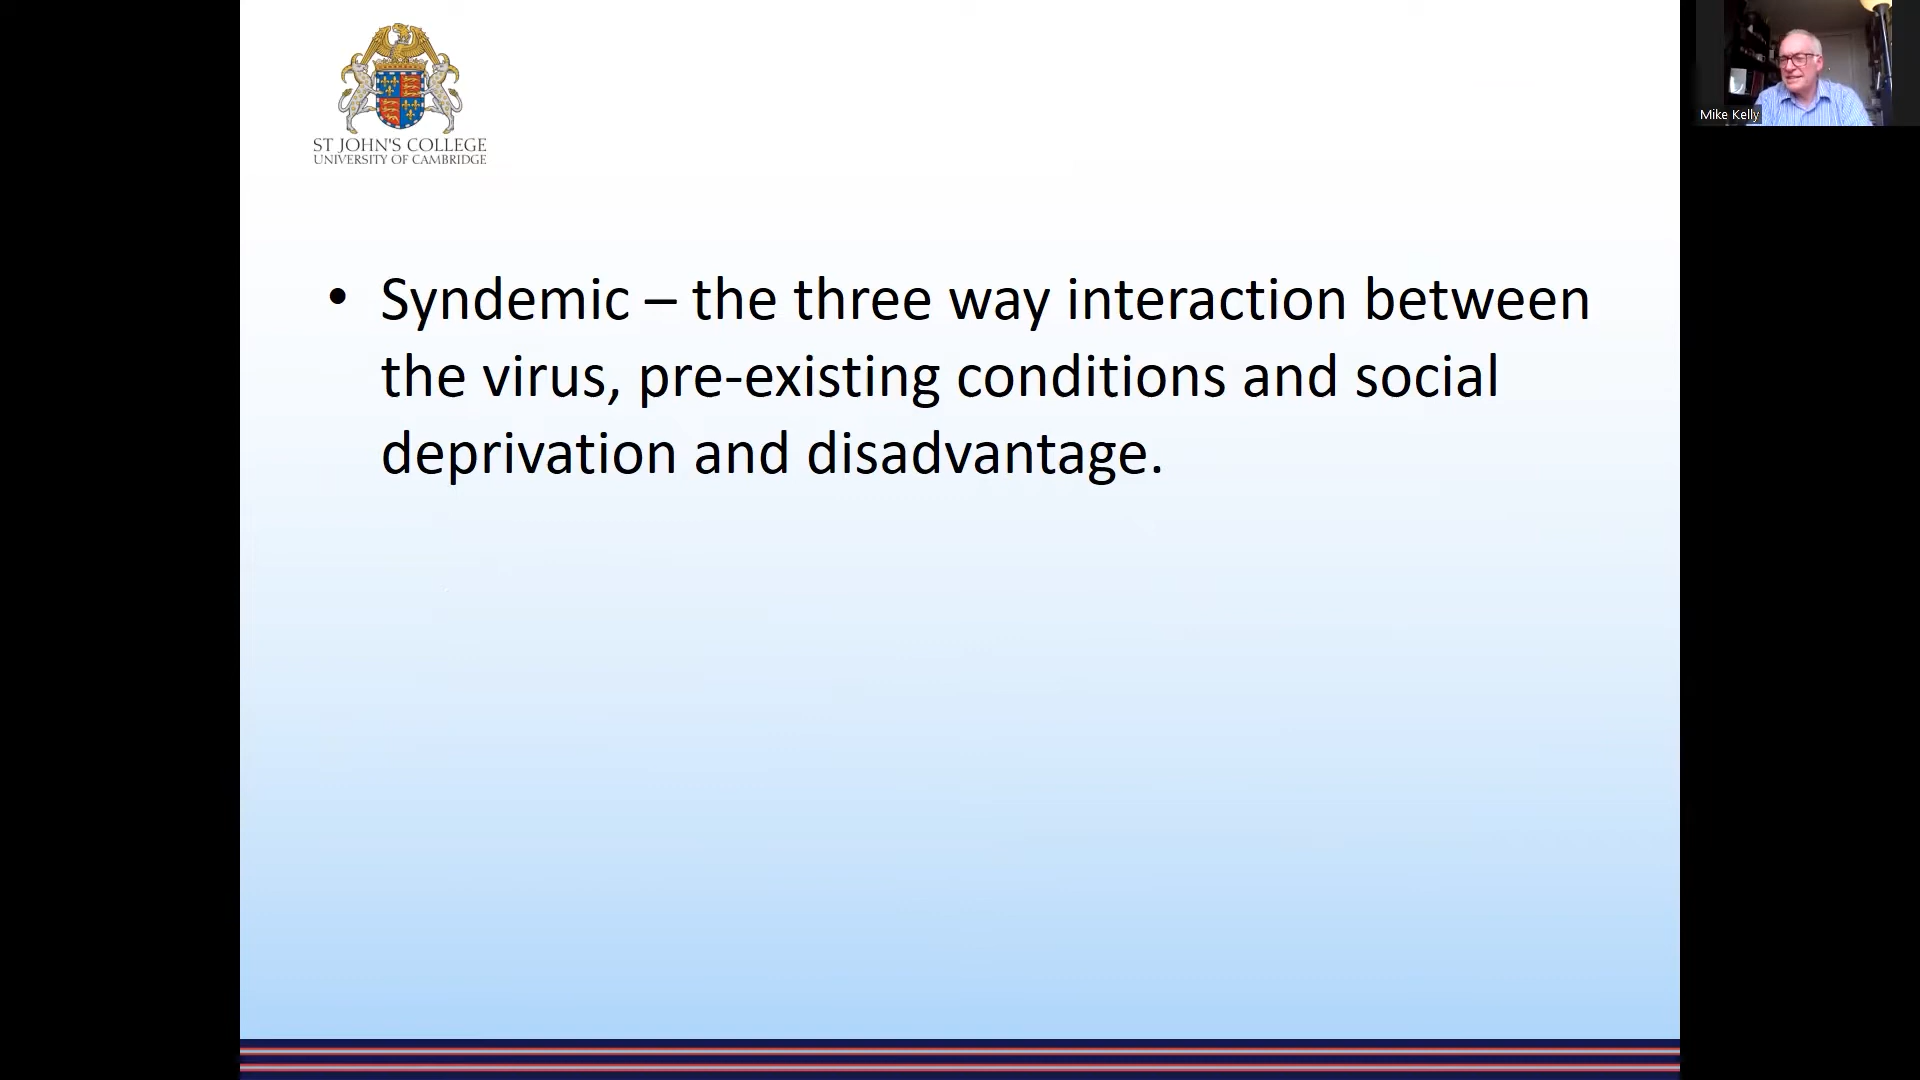 ST JOHN'S COLLEGE
UNIVERSITY OF CAMBRIDGE
Mike Kelly
• Syndemic – the three way interaction between
the virus, pre-existing conditions and social
deprivation and disadvantage.